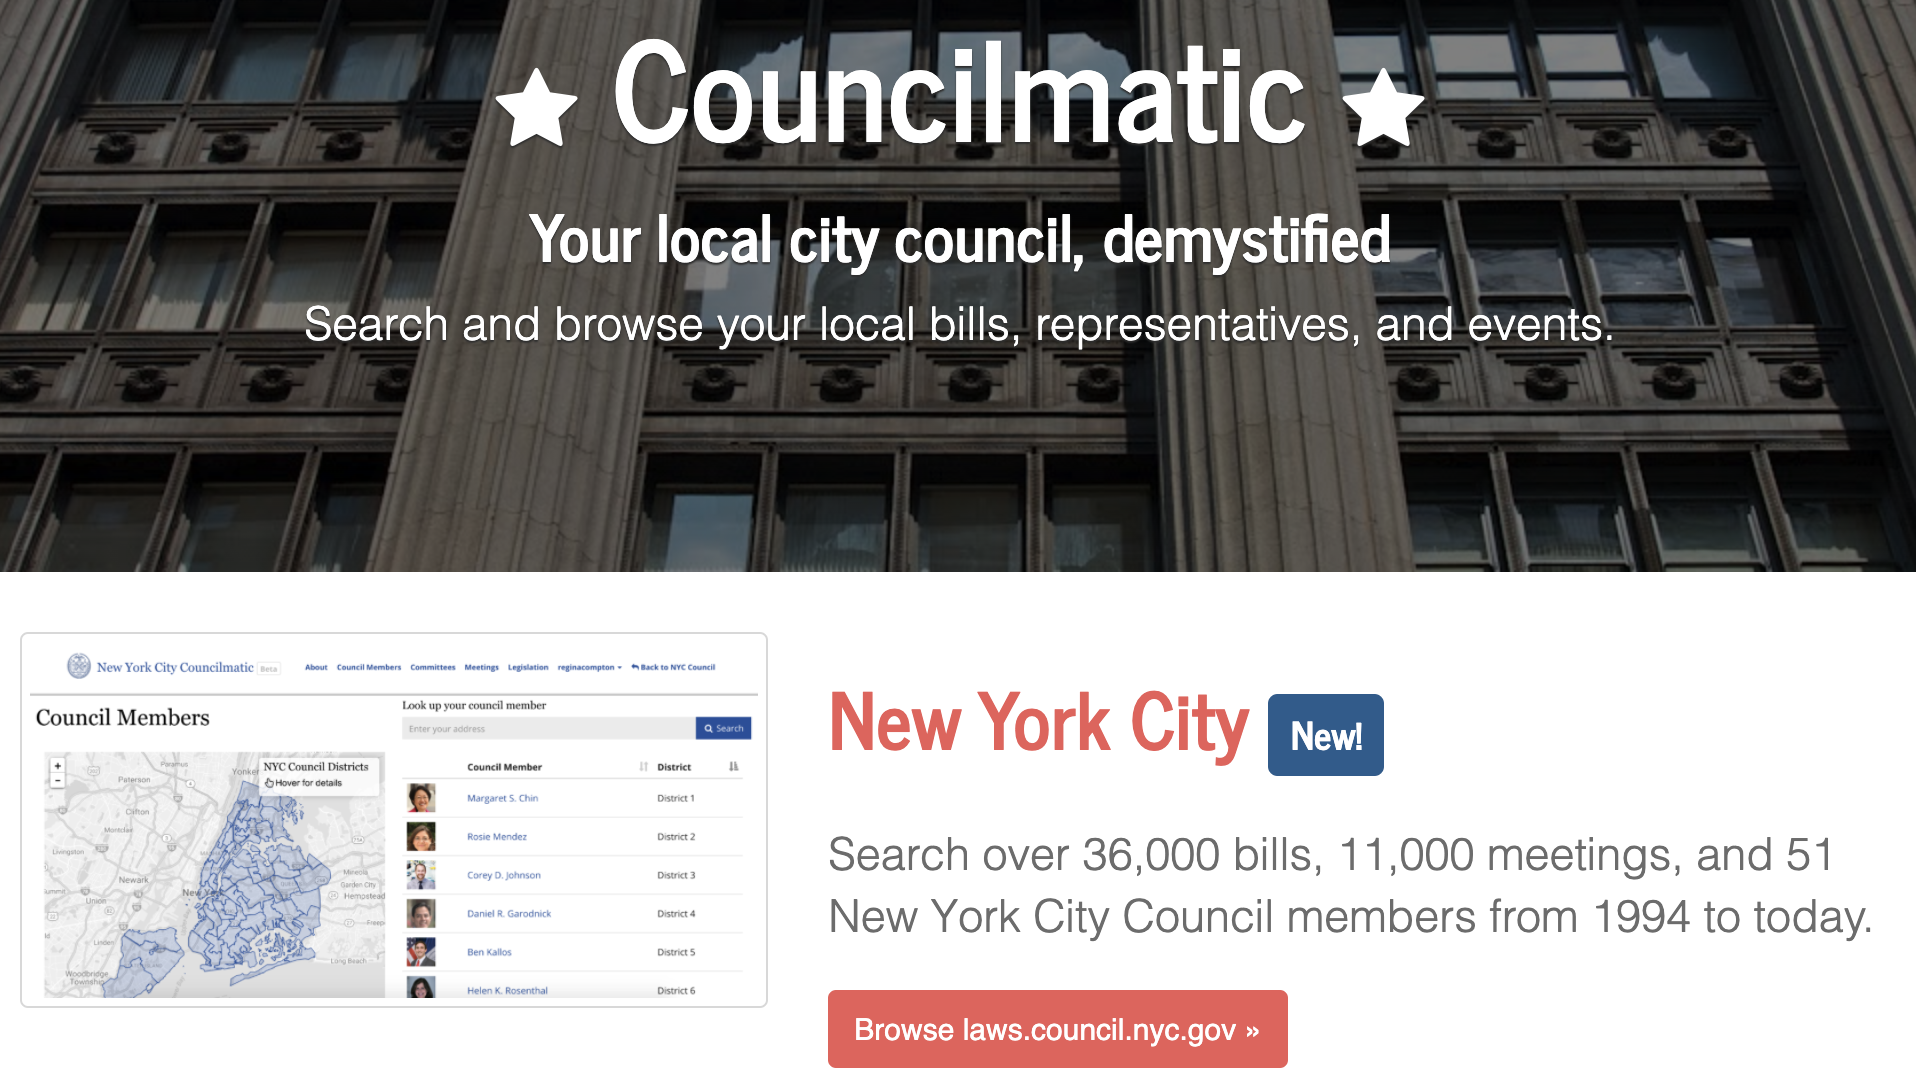 Councilmatic
Your local city council, demystified
Search and browse your local bills, representatives, and events.
New York City Councilmatic Beta
About Council Members Committees Meetings Legislation reginacompton Back to NYC Council
Council Members
Look up your council member
Enter your address
Search
NYC Council Districts
Hover for details
+
-
Paramus
Paterson
Yonkers
Clifton
Montclair
Livingston
Newark
Union
New York
Linden
Woodbridge
Township
Mineola
Garden City
Hempstead
Freep
Long Beach
Council Member District
Margaret S. Chin District 1
Rosie Mendez District 2
Corey D. Johnson District 3
Daniel R. Garodnick District 4
Ben Kallos District 5
Helen K. Rosenthal District 6
New York City New!
Search over 36,000 bills, 11,000 meetings, and 51
New York City Council members from 1994 to today.
Browse laws.council.nyc.gov »